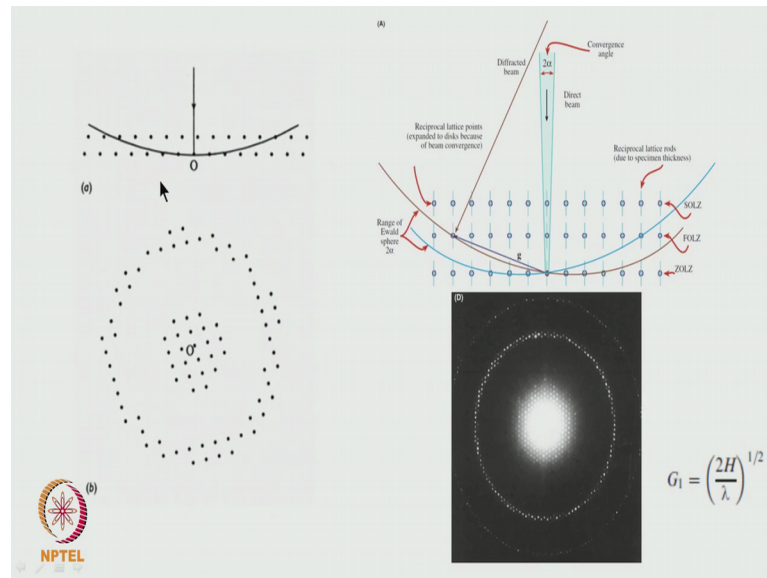 (A)
Convergence
angle
Diffracted
beam
2α
Direct
beam
Reciprocal lattice points
(expanded to disks because
of beam convergence)
Reciprocal lattice rods
(due to specimen thickness)
O
(a)
SOLZ
Range of
Ewald
sphere
2α
FOLZ
g
ZOLZ
(D)
O
(b)
G₁ = (2H/λ)^1/2
NPTEL